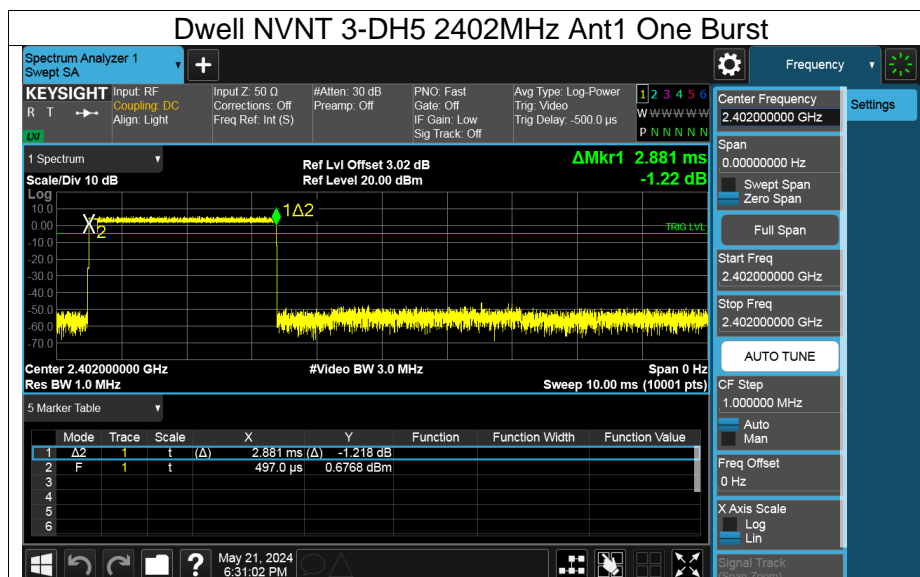 Dwell NVNT 3-DH5 2402MHz Ant1 One Burst
Spectrum Analyzer 1
Swept SA
+
Frequency
KEYSIGHT
R T
LXI
Input: RF
Coupling: DC
Align: Light
Input Z: 50 Ω
Corrections: Off
Freq Ref: Int (S)
#Atten: 30 dB
Preamp: Off
PNO: Fast
Gate: Off
IF Gain: Low
Sig Track: Off
Avg Type: Log-Power
Trig: Video
Trig Delay: -500.0 µs
1 2 3 4 5 6
W W W W W W
P N N N N N
1 Spectrum
Scale/Div 10 dB
Ref Lvl Offset 3.02 dB
Ref Level 20.00 dBm
ΔMkr1 2.881 ms
-1.22 dB
Log
10.0
0.00
-10.0
-20.0
-30.0
-40.0
-50.0
-60.0
-70.0
X2
1Δ2
TRIG LVL
Center 2.402000000 GHz
Res BW 1.0 MHz
#Video BW 3.0 MHz
Span 0 Hz
Sweep 10.00 ms (10001 pts)
5 Marker Table
Mode Trace Scale X Y Function Function Width Function Value
1 Δ2 1 t (Δ) 2.881 ms (Δ) -1.218 dB
2 F 1 t 497.0 µs 0.6768 dBm
3
4
5
6
?
May 21, 2024
6:31:02 PM
Center Frequency
2.402000000 GHz
Settings
Span
0.00000000 Hz
Swept Span
Zero Span
Full Span
Start Freq
2.402000000 GHz
Stop Freq
2.402000000 GHz
AUTO TUNE
CF Step
1.000000 MHz
Auto
Man
Freq Offset
0 Hz
X Axis Scale
Log
Lin
Signal Track
(Span Zoom)